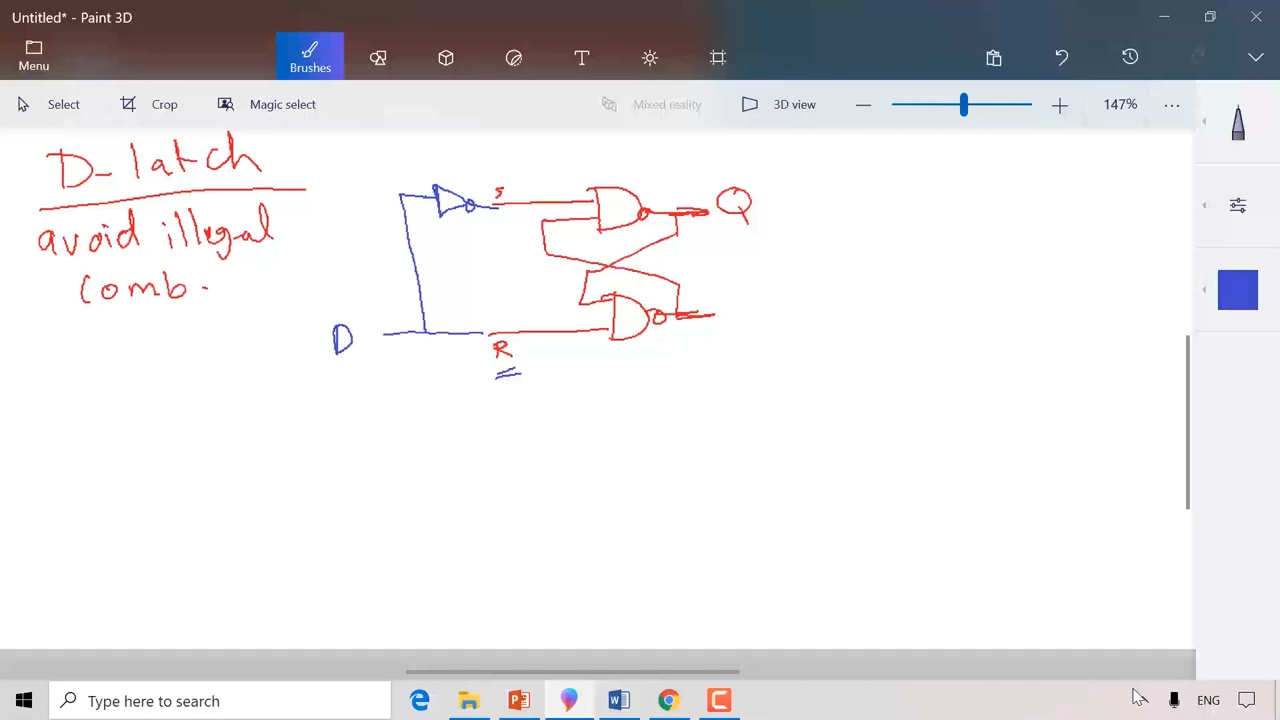 Untitled* - Paint 3D
Menu
Brushes
Select
Crop
Magic select
Mixed reality
3D view
147%
D-latch
avoid illegal
comb.
S
Q
D
R
Type here to search
ENG